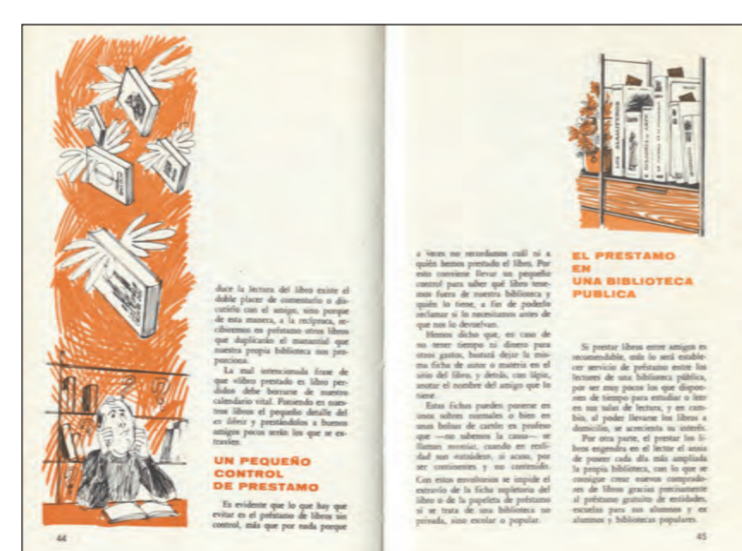 duce la lectura del libro existe el
doble placer de comentarlo o dis-
cutirlo con el amigo, sino porque
de esta manera, a la recíproca, re-
cibiremos en préstamo otros libros
que duplicarán el manantial que
nuestra propia biblioteca nos pro-
porciona.
La mal intencionada frase de
que «libro prestado es libro per-
dido» debe borrarse de nuestro
calendario vital. Poniendo en nues-
tros libros el pequeño detalle del
ex libris y prestándolos a buenos
amigos pocos serán los que se ex-
travíen.
UN PEQUEÑO
CONTROL
DE PRESTAMO
Es evidente que lo que hay que
evitar es el préstamo de libros sin
control, más que por nada porque
44
a veces no recordamos cuál ni a
quién hemos prestado el libro. Por
esto conviene llevar un pequeño
control para saber qué libro tene-
mos fuera de nuestra biblioteca y
quién lo tiene, a fin de poderlo
reclamar si lo necesitamos antes de
que nos lo devuelvan.
Hemos dicho que, en caso de
no tener tiempo ni dinero para
otros gastos, bastará dejar la mis-
ma ficha de autor o materia en el
sitio del libro, y detrás, con lápiz,
anotar el nombre del amigo que lo
tiene.
Estas fichas pueden ponerse en
unos sobres normales o bien en
unas bolsas de cartón ex profeso
que —no sabemos la causa— se
llaman cuando en reali-
dad son si acaso, por
ser continentes y no contenido.
Con estos envoltorios se impide el
extravío de la ficha supletoria del
libro o de la papeleta de préstamo
si se trata de una biblioteca no
privada, sino escolar o popular.
EL PRESTAMO
EN
UNA BIBLIOTECA
PUBLICA
Si prestar libros entre amigos es
recomendable, más lo será estable-
cer servicio de préstamo entre los
lectores de una biblioteca pública,
por ser muy pocos los que dispo-
nen de tiempo para estudiar o leer
en sus salas de lectura, y en cam-
bio, al poder llevarse los libros a
domicilio, se acrecienta su interés.
Por otra parte, el prestar los li-
bros engendra en el lector el ansia
de poseer cada día más ampliada
la propia biblioteca, con lo que se
consigue crear nuevos comprado-
res de libros gracias precisamente
al préstamo gratuito de entidades,
escuelas para sus alumnos y ex
alumnos y bibliotecas populares.
45